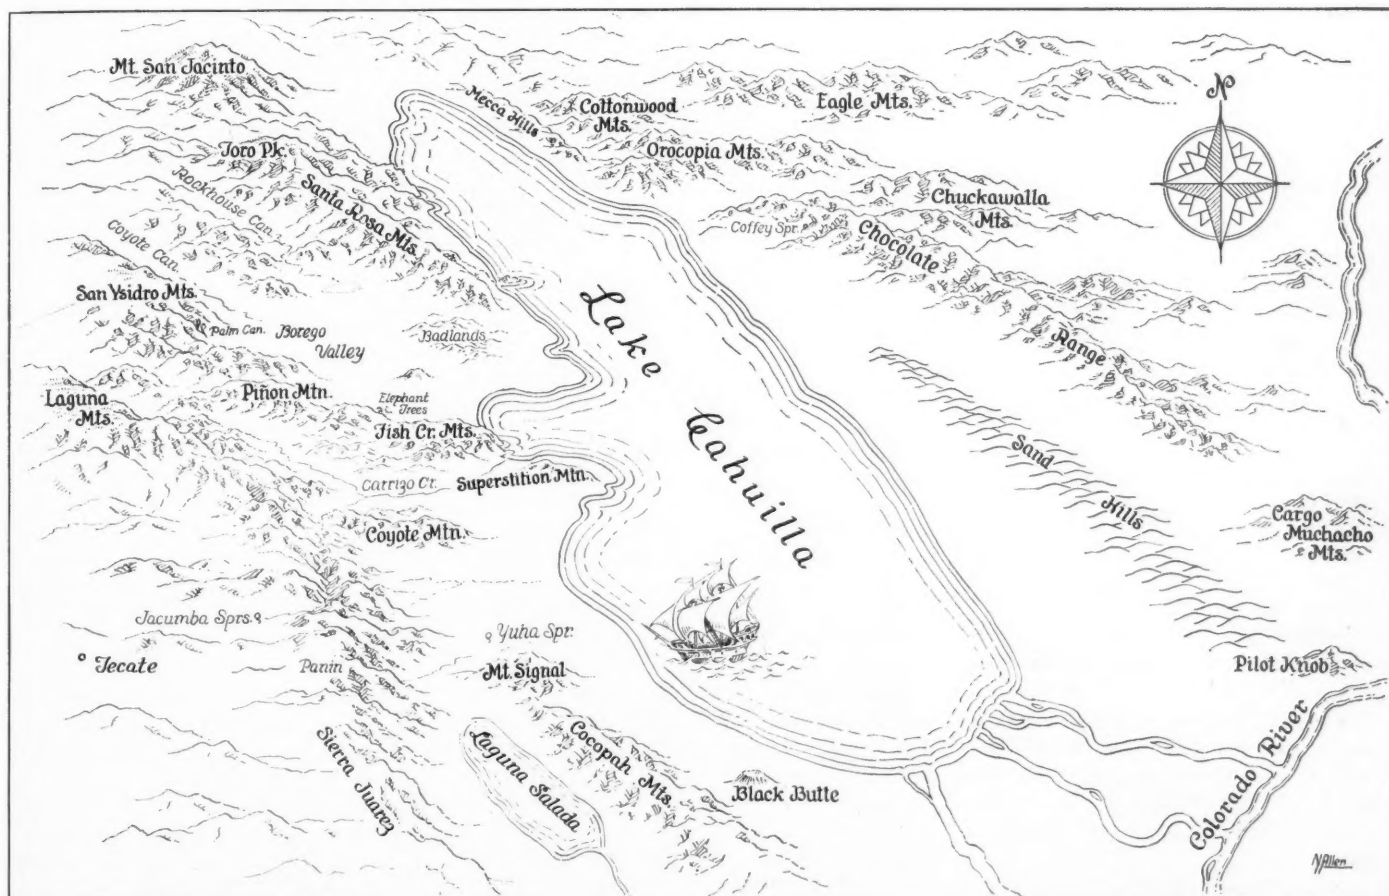 Mt. San Jacinto
Mecca Hills
Cottonwood
Mts.
Eagle Mts.
N
Toro Pk.
Orocopia Mts.
Rockhouse Can.
Santa Rosa Mts.
Chuckawalla
Mts.
Coffey Spr.
Chocolate
Range
Coyote Can.
San Ysidro Mts.
Palm Can.
Borego
Valley
Badlands
Lake
Cahuilla
Laguna
Mts.
Piñon Mtn.
Elephant
Trees
Fish Cr. Mts.
Sand
Hills
Carrizo Cr.
Superstition Mtn.
Cargo
Muchacho
Mts.
Coyote Mtn.
Jacumba Sprs.
Yuha Spr.
Tecate
Panin
Mt. Signal
Pilot Knob
Sierra Juarez
Laguna Salada
Cocopah Mts.
Black Butte
Colorado River
N Allen